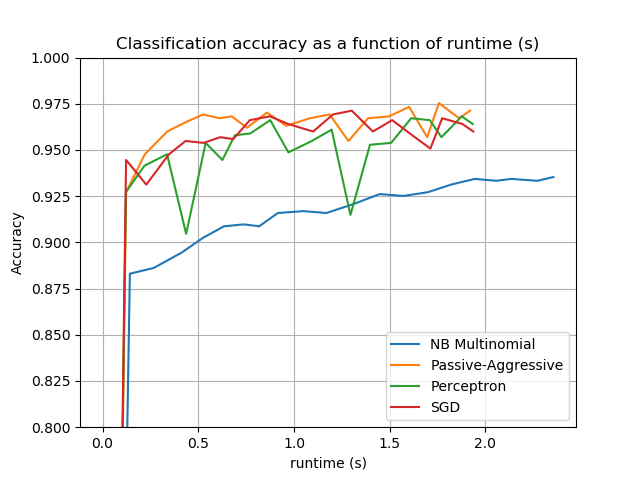 Classification accuracy as a function of runtime (s)
1.000
0.975
0.950
0.925
0.900
0.875
0.850
0.825
0.800
Accuracy
0.0 0.5 1.0 1.5 2.0
runtime (s)
NB Multinomial
Passive-Aggressive
Perceptron
SGD